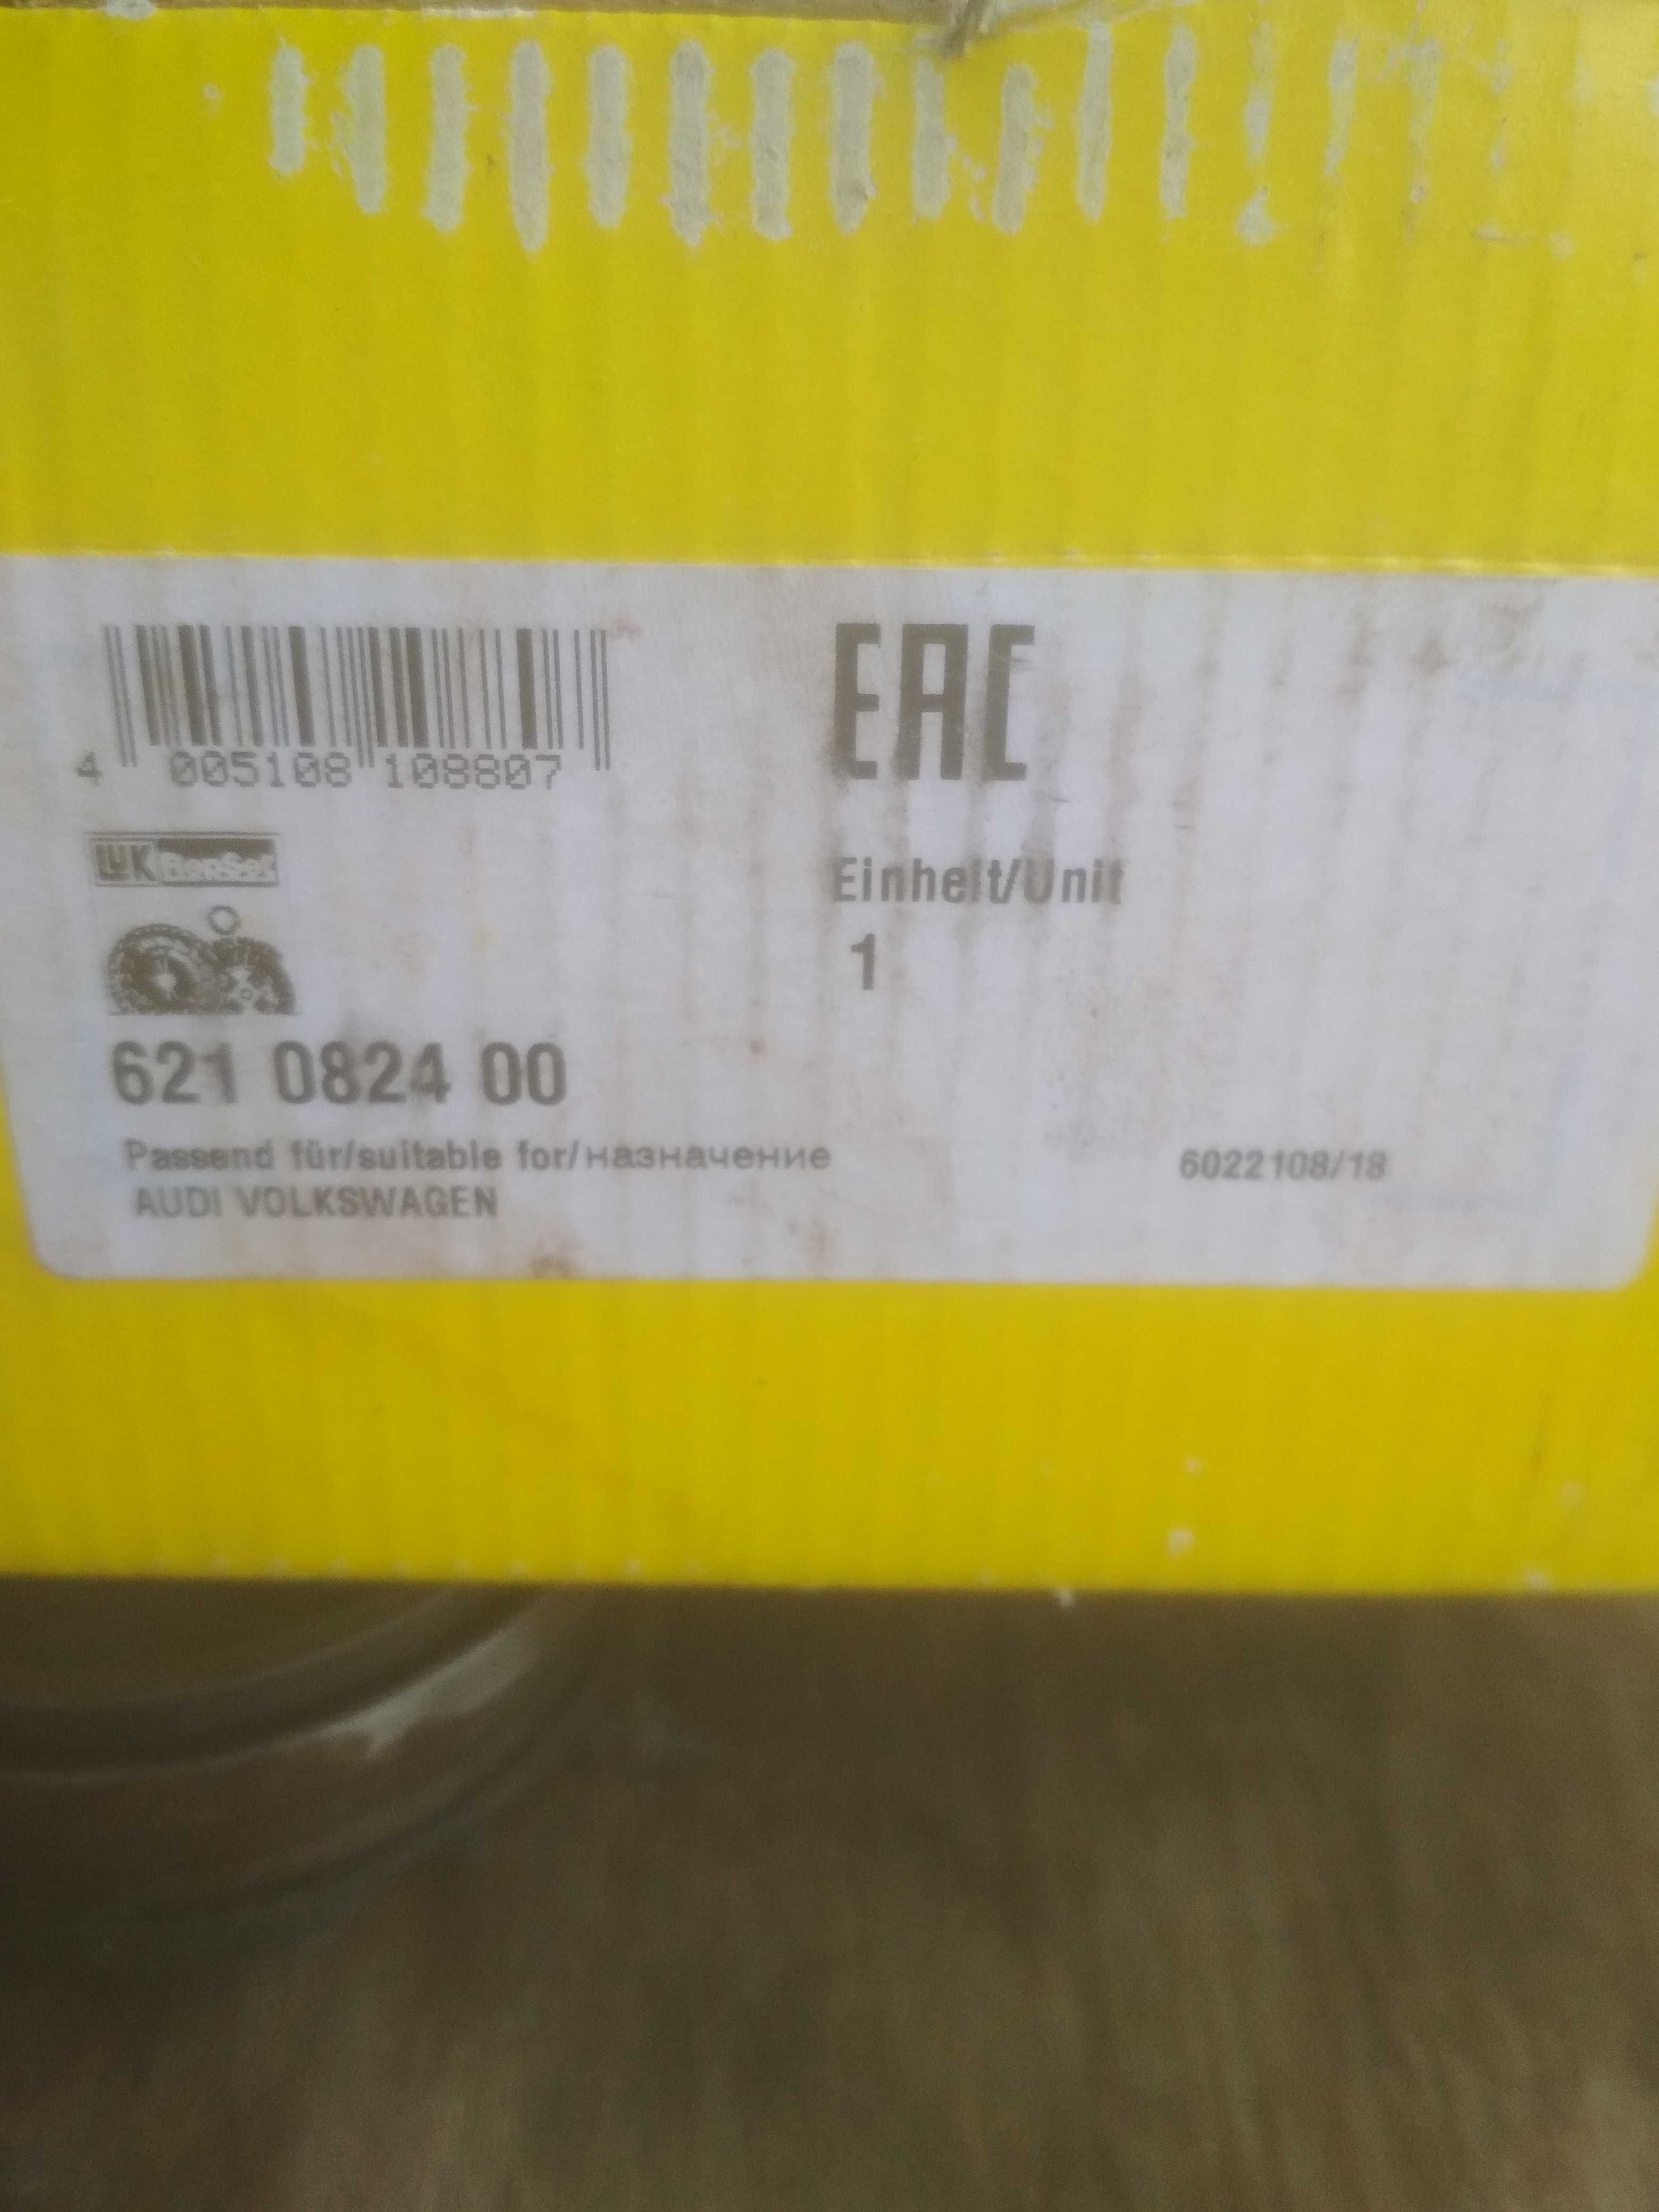 4 005108 108807
EAC
LuK RepSet
Einheit/Unit
1
621 0824 00
Passend für/suitable for/назначение
6022108/18
AUDI VOLKSWAGEN